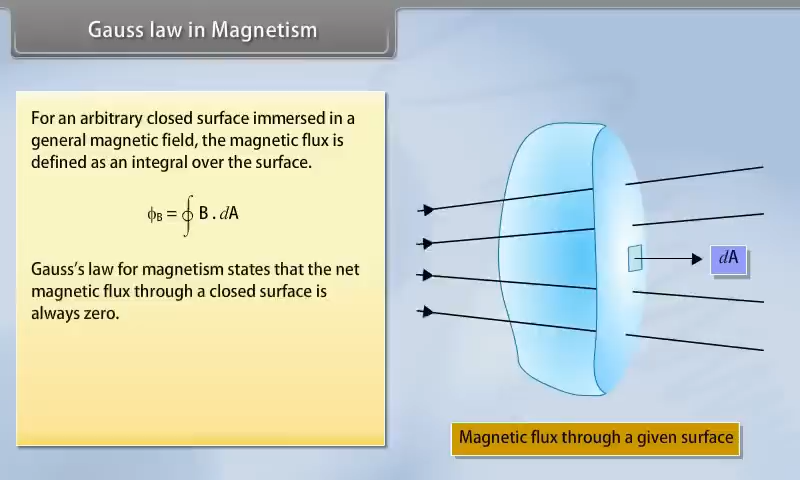 Gauss law in Magnetism
For an arbitrary closed surface immersed in a
general magnetic field, the magnetic flux is
defined as an integral over the surface.
ϕB = ∮ B . dA
Gauss's law for magnetism states that the net
magnetic flux through a closed surface is
always zero.
dA
Magnetic flux through a given surface